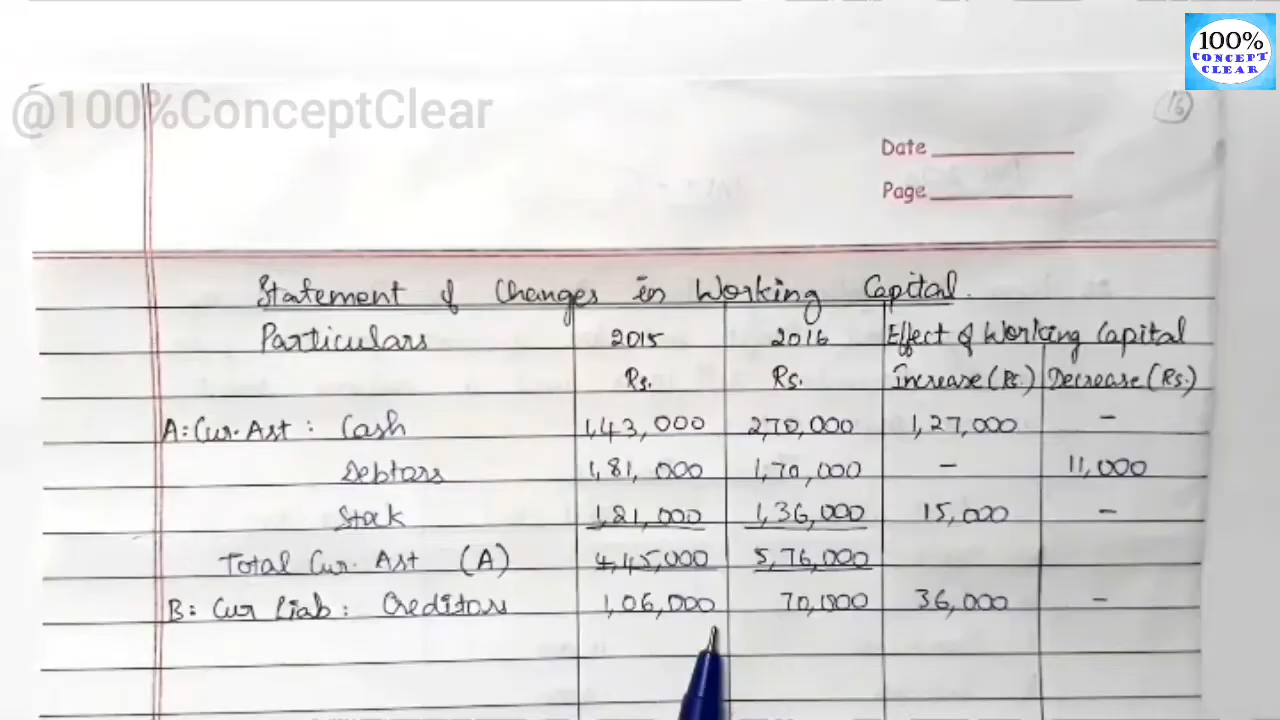 100%
CONCEPT
CLEAR
@100%ConceptClear
16
Date
Page
Statement of Changes in Working Capital.
Particulars 2015 2016 Effect of Working Capital
Rs. Rs. Increase (Rs.) Decrease (Rs.)
A: Cur. Ast : Cash 1,43,000 2,70,000 1,27,000 -
Debtors 1,81,000 1,70,000 - 11,000
Stock 1,21,000 1,36,000 15,000 -
Total Cur. Ast (A) 4,45,000 5,76,000
B: Cur Liab : Creditors 1,06,000 70,000 36,000 -